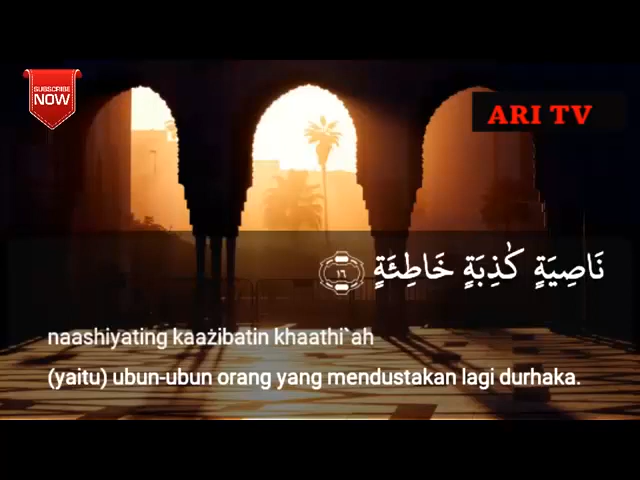 SUBSCRIBE
NOW
ARI TV
نَاصِيَةٍ كَٰذِبَةٍ خَاطِئَةٍ ١٦
naashiyating kaażibatin khaathi`ah
(yaitu) ubun-ubun orang yang mendustakan lagi durhaka.